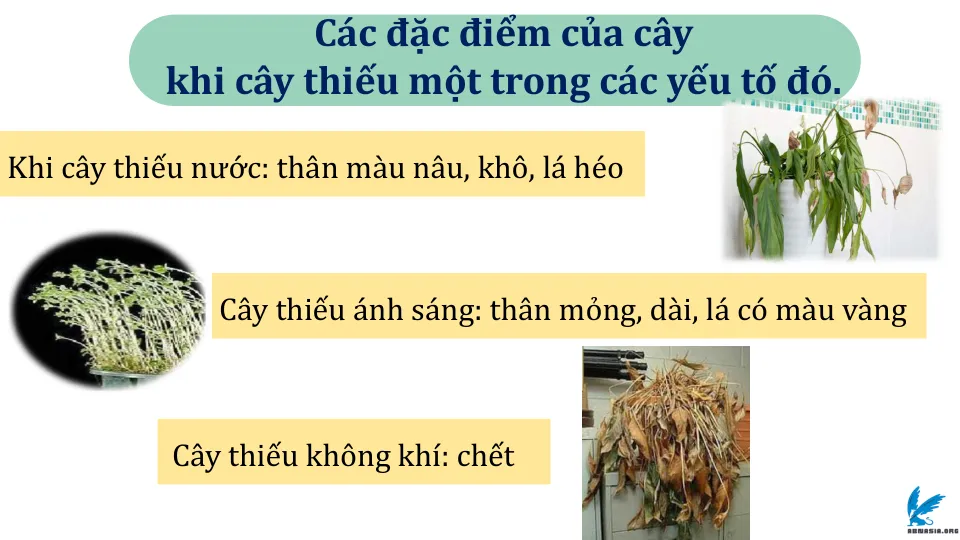 Các đặc điểm của cây
khi cây thiếu một trong các yếu tố đó.
Khi cây thiếu nước: thân màu nâu, khô, lá héo
Cây thiếu ánh sáng: thân mỏng, dài, lá có màu vàng
Cây thiếu không khí: chết
ABMASIA.ORG